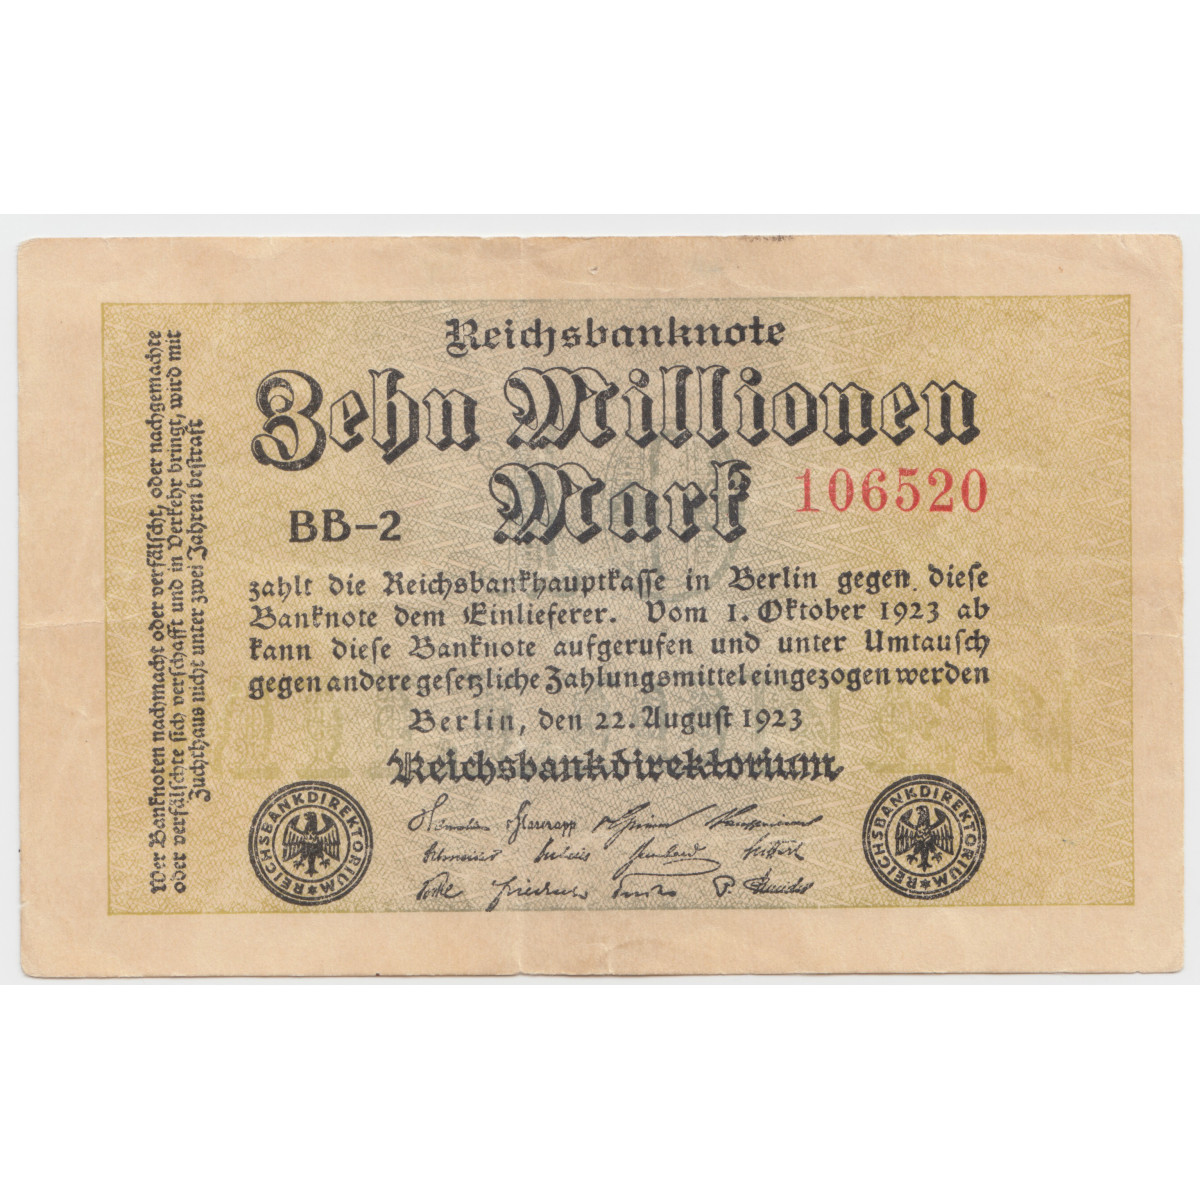 Reichsbanknote
Zehn Millionen
Mark
106520
BB-2
zahlt die Reichsbankhauptkasse in Berlin gegen diese
Banknote dem Einlieferer. Vom 1. Oktober 1923 ab
kann diese Banknote aufgerufen und unter Umtausch
gegen andere gesetzliche Zahlungsmittel eingezogen werden
Berlin, den 22. August 1923
Reichsbankdirektorium
REICHSBANKDIREKTORIUM
REICHSBANKDIREKTORIUM
Wer Banknoten nachmacht oder verfälscht, oder nachgemachte
oder verfälschte sich verschafft und in Verkehr bringt, wird mit
Zuchthaus nicht unter zwei Jahren bestraft